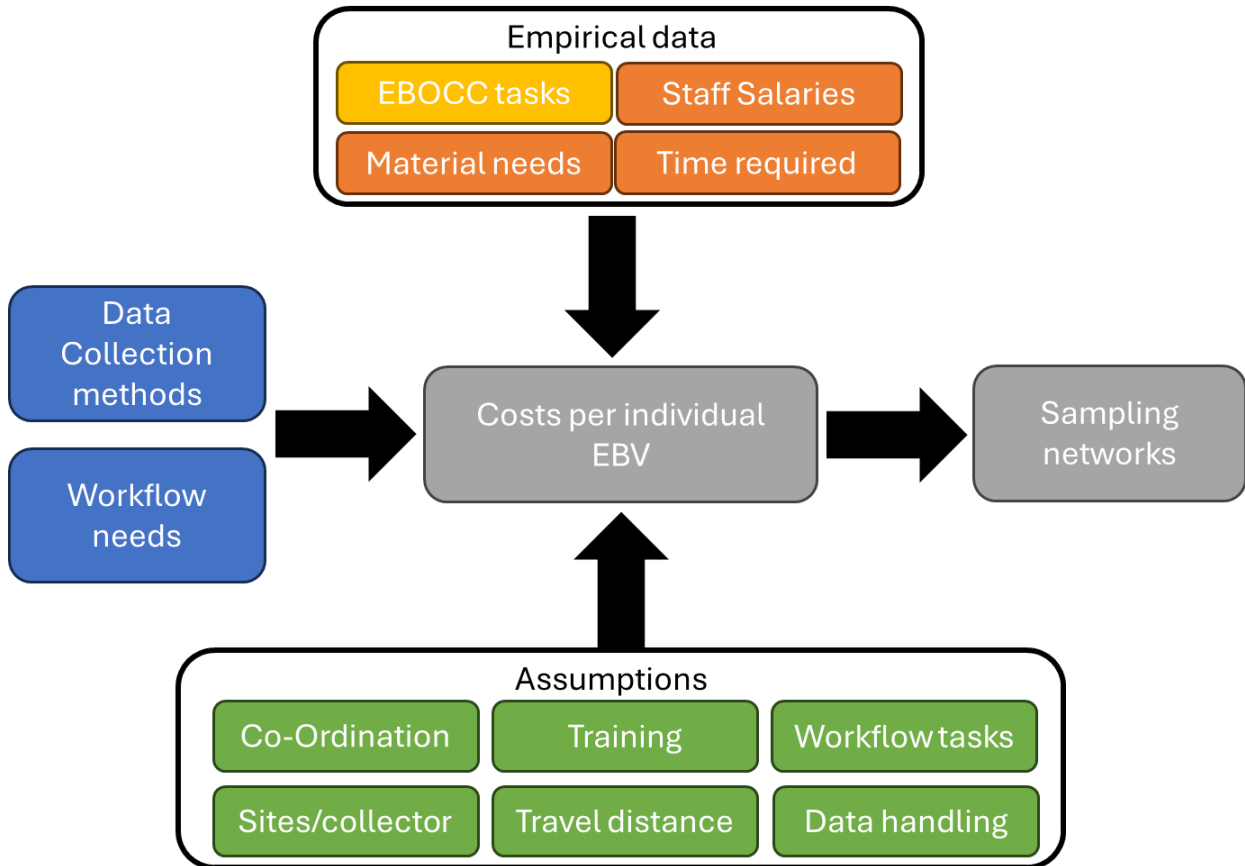 Empirical data
EBOCC tasks
Staff Salaries
Material needs
Time required
Data
Collection
methods
Workflow
needs
Costs per individual
EBV
Sampling
networks
Assumptions
Co-Ordination
Training
Workflow tasks
Sites/collector
Travel distance
Data handling